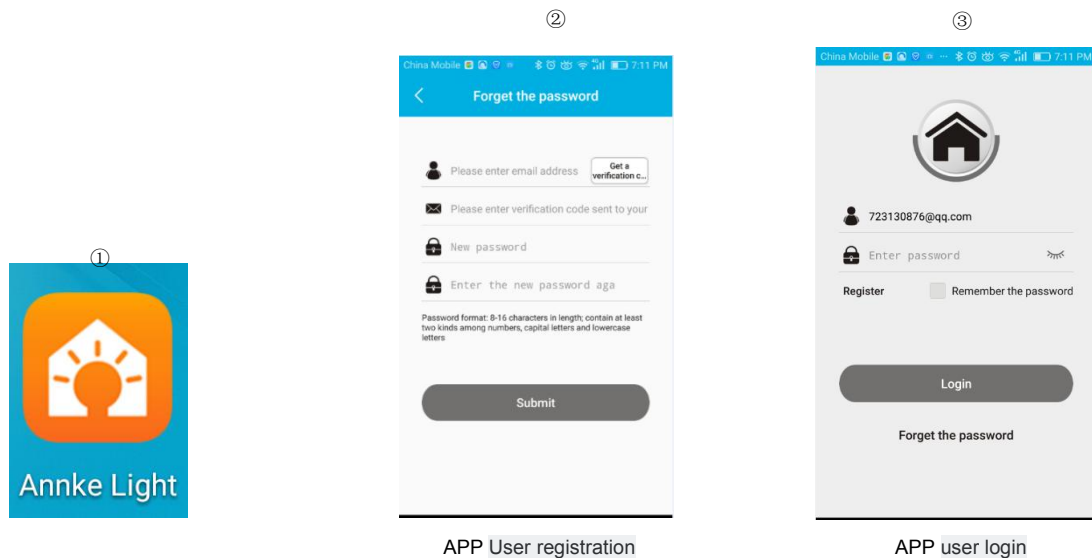 ①
Annke Light
②
China Mobile 7:11 PM
Forget the password
Please enter email address
Get a
verification c...
Please enter verification code sent to your
New password
Enter the new password aga
Password format: 8-16 characters in length; contain at least
two kinds among numbers, capital letters and lowercase
letters
Submit
APP User registration
③
China Mobile ... 4G 7:11 PM
723130876@qq.com
Enter password
Register
Remember the password
Login
Forget the password
APP user login